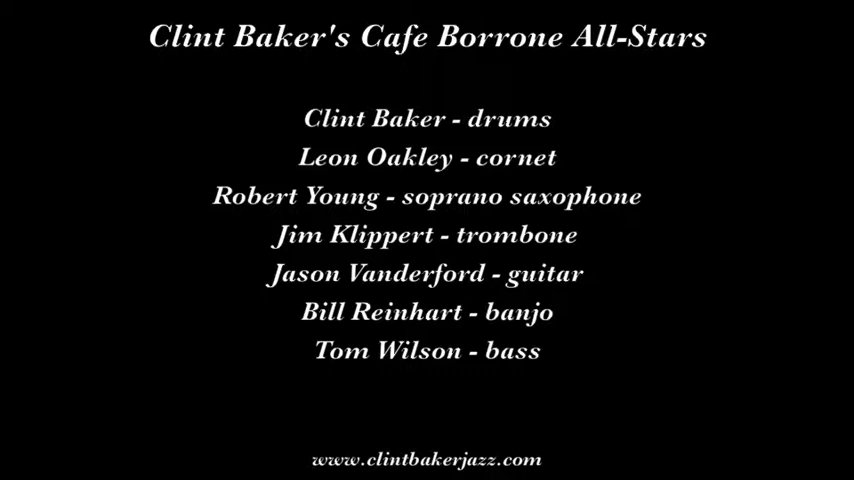 Clint Baker's Cafe Borrone All-Stars
Clint Baker - drums
Leon Oakley - cornet
Robert Young - soprano saxophone
Jim Klippert - trombone
Jason Vanderford - guitar
Bill Reinhart - banjo
Tom Wilson - bass
www.clintbakerjazz.com